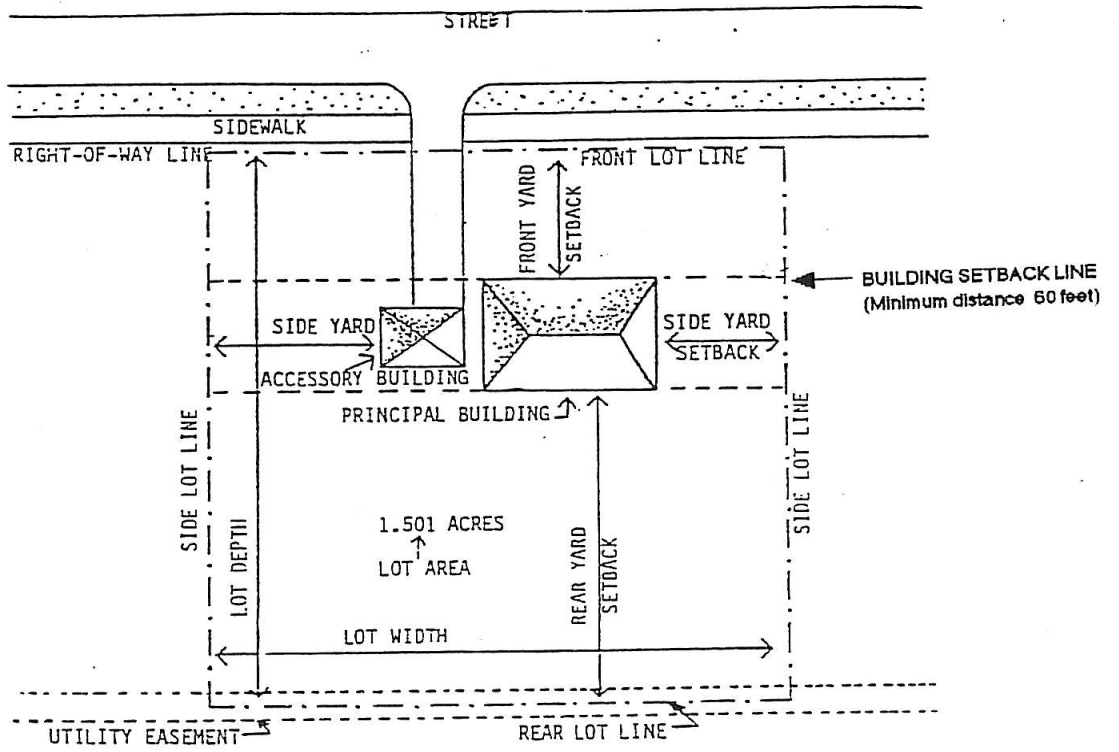 STREET
SIDEWALK
RIGHT-OF-WAY LINE
FRONT LOT LINE
FRONT YARD
SETBACK
BUILDING SETBACK LINE
(Minimum distance 60 feet)
SIDE YARD
SIDE YARD
SETBACK
ACCESSORY BUILDING
PRINCIPAL BUILDING
SIDE LOT LINE
LOT DEPTH
1.501 ACRES
LOT AREA
REAR YARD
SETBACK
SIDE LOT LINE
LOT WIDTH
UTILITY EASEMENT
REAR LOT LINE